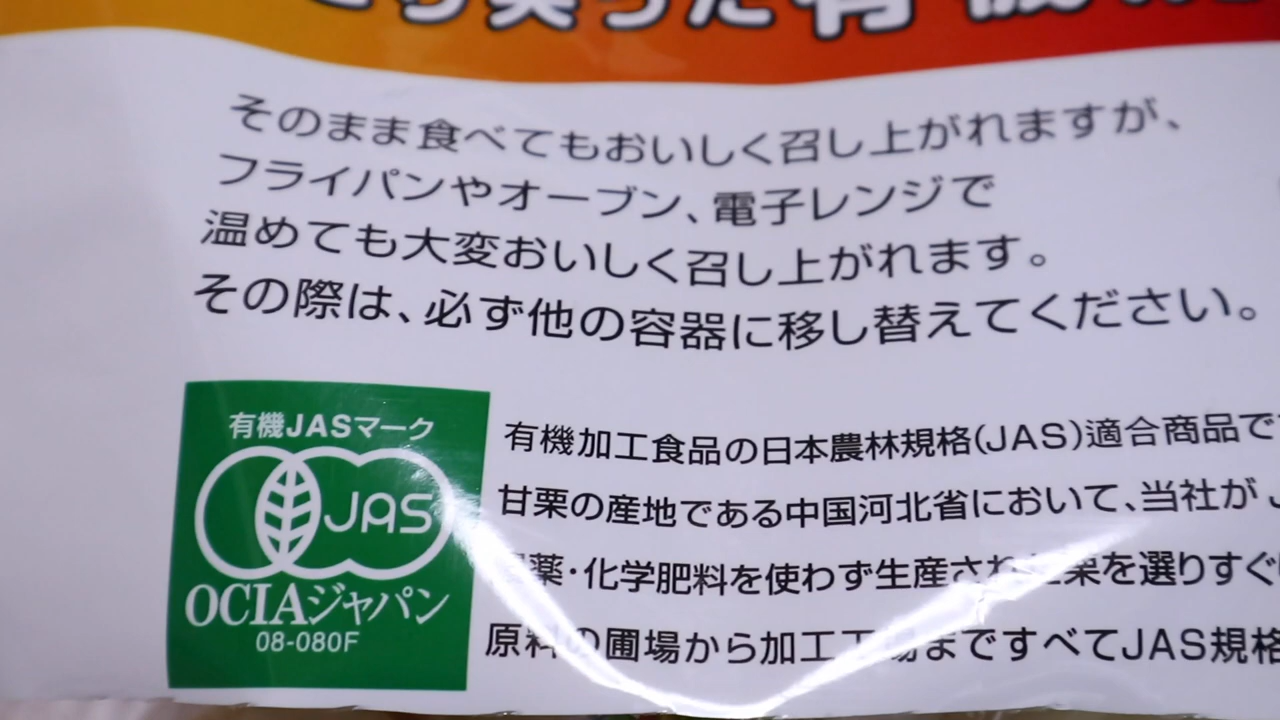 そのまま食べてもおいしく召し上がれますが、
フライパンやオーブン、電子レンジで
温めても大変おいしく召し上がれます。
その際は、必ず他の容器に移し替えてください。
有機JASマーク
JAS
OCIAジャパン
08-080F
有機加工食品の日本農林規格(JAS)適合商品で
甘栗の産地である中国河北省において、当社が
薬・化学肥料を使わず生産され 栗を選りすぐ
原料の圃場から加工工場まですべてJAS規格